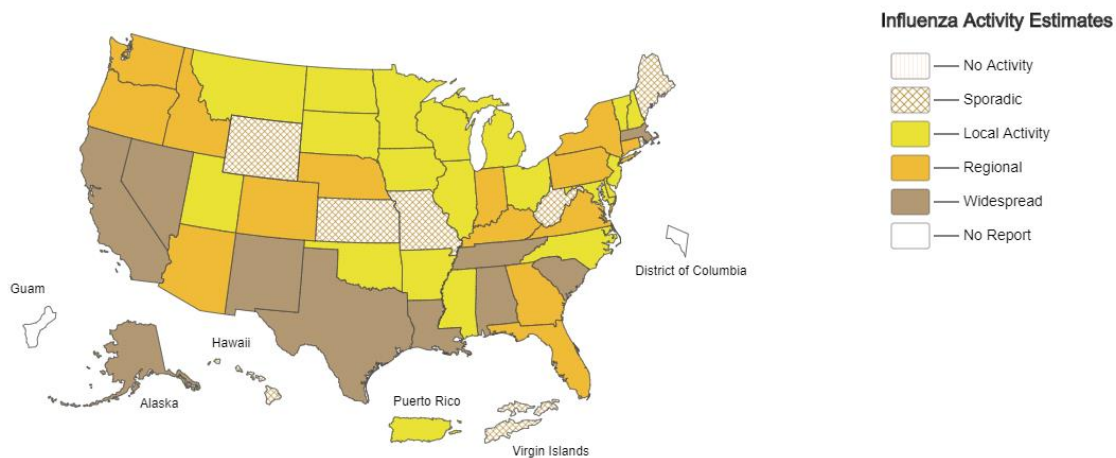 Influenza Activity Estimates
No Activity
Sporadic
Local Activity
Regional
Widespread
No Report
District of Columbia
Guam
Hawaii
Alaska
Puerto Rico
Virgin Islands